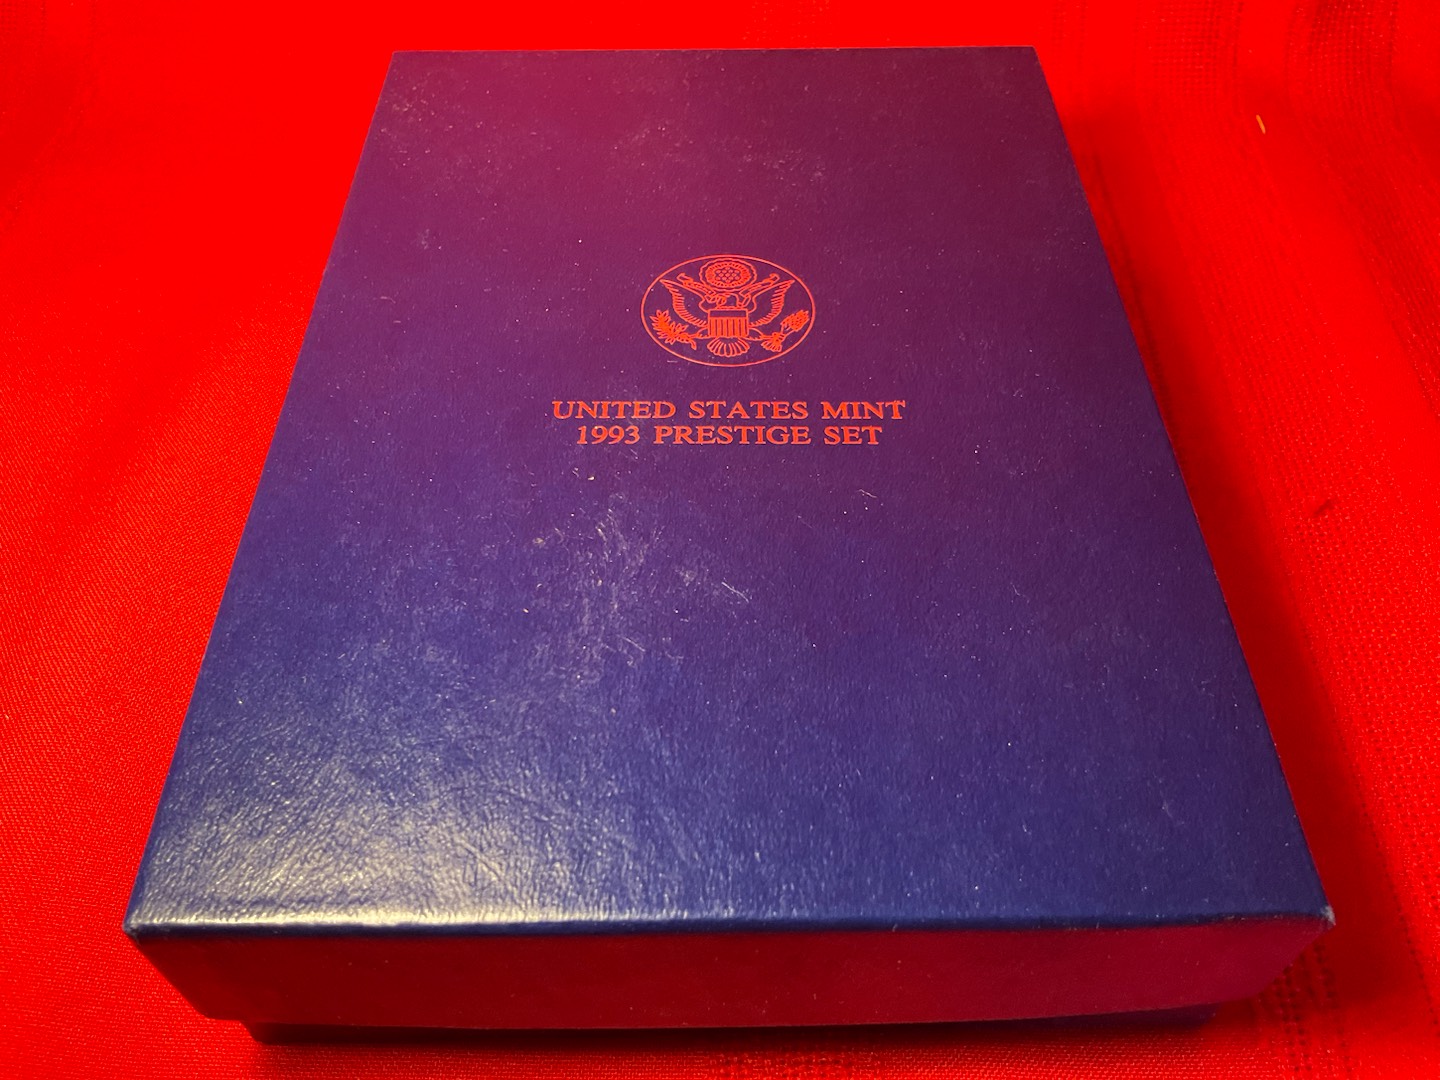 UNITED STATES MINT
1993 PRESTIGE SET